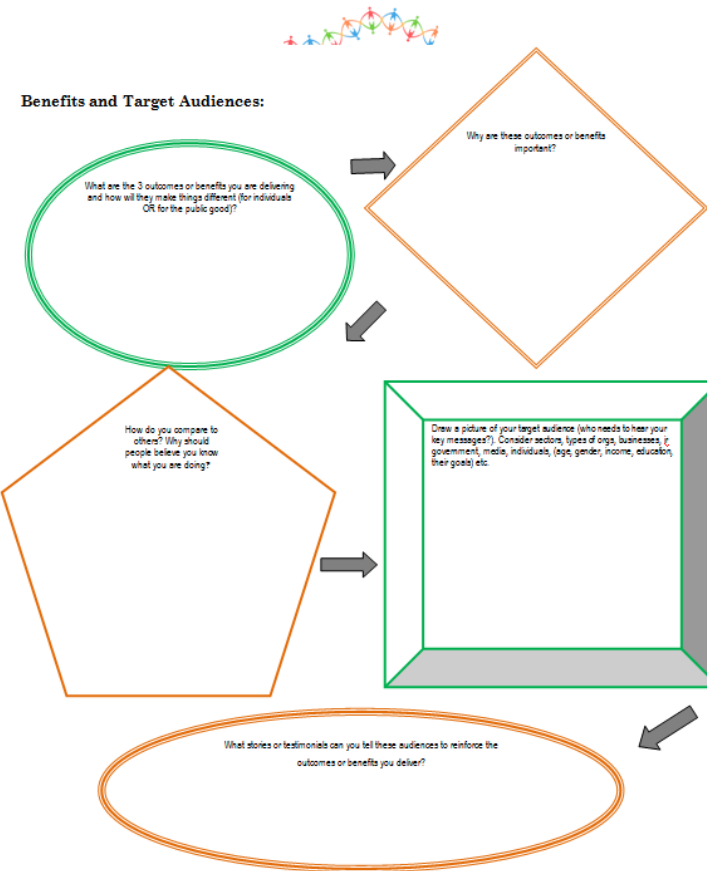 Benefits and Target Audiences:
What are the 3 outcomes or benefits you are delivering
and how will they make things different (for individuals
OR for the public good)?
Why are these outcomes or benefits
important?
How do you compare to
others? Why should
people believe you know
what you are doing?
Draw a picture of your target audience (who needs to hear your
key messages?). Consider sectors, types of orgs, businesses, ir
government, media, individuals, (age, gender, income, education,
their goals) etc.
What stories or testimonials can you tell these audiences to reinforce the
outcomes or benefits you deliver?